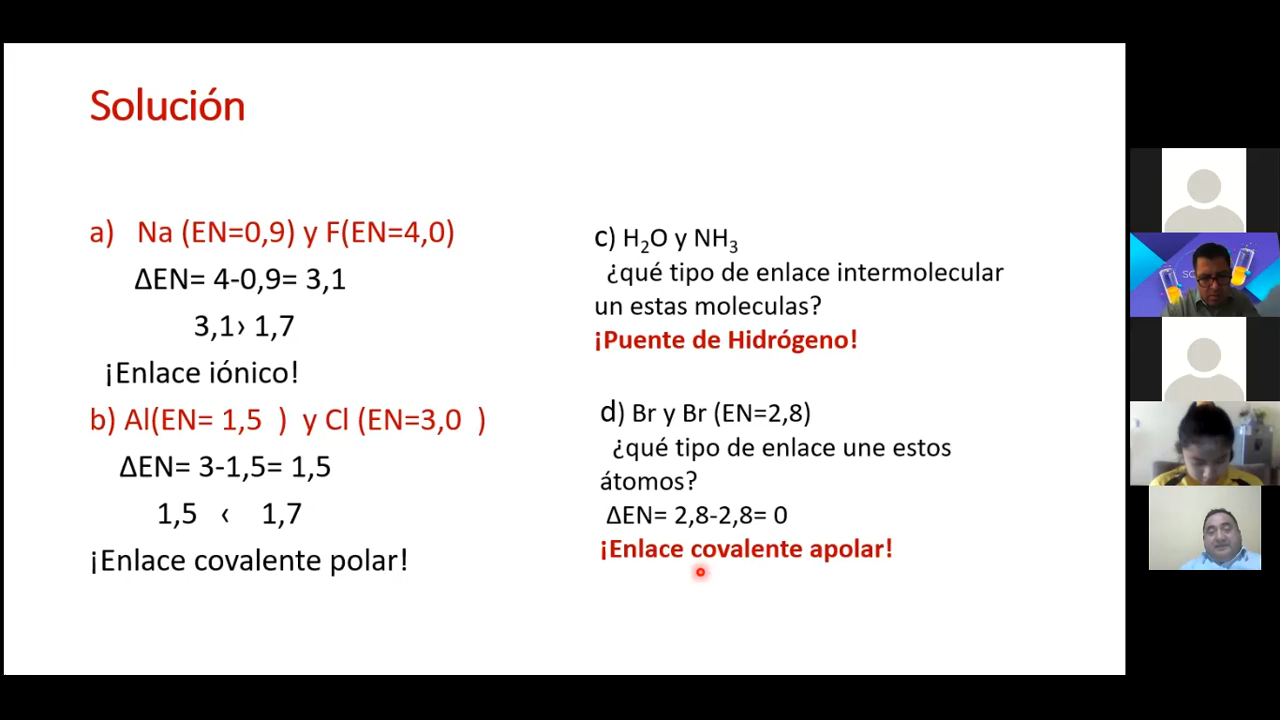 Solución
a) Na (EN=0,9) y F(EN=4,0)
ΔEN= 4-0,9= 3,1
3,1› 1,7
¡Enlace iónico!
b) Al(EN= 1,5 ) y Cl (EN=3,0 )
ΔEN= 3-1,5= 1,5
1,5 ‹ 1,7
¡Enlace covalente polar!
c) H₂O y NH₃
¿qué tipo de enlace intermolecular
un estas moleculas?
¡Puente de Hidrógeno!
d) Br y Br (EN=2,8)
¿qué tipo de enlace une estos
átomos?
ΔEN= 2,8-2,8= 0
¡Enlace covalente apolar!